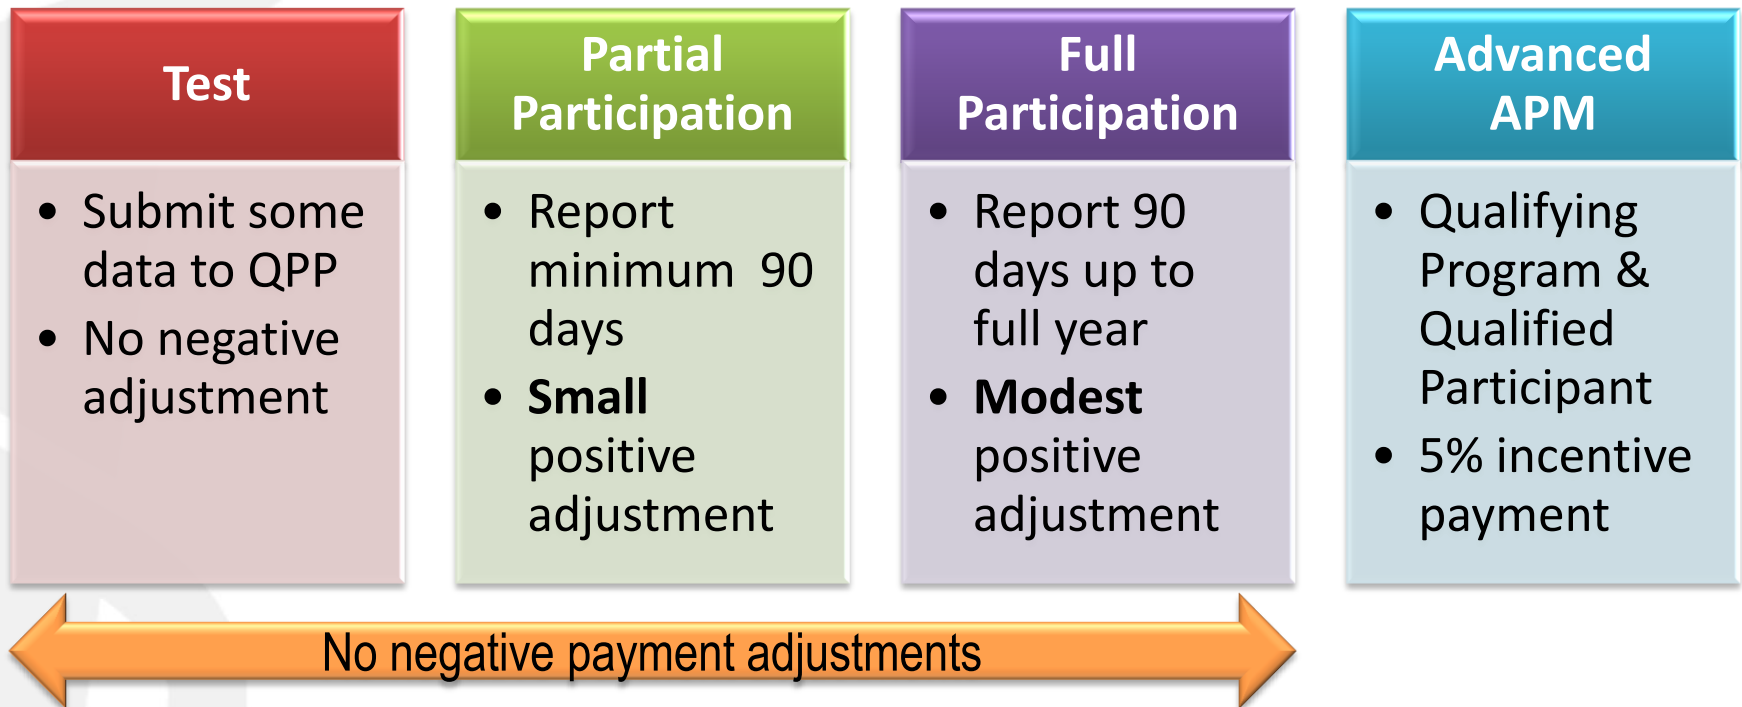 Test
• Submit some
data to QPP
• No negative
adjustment
Partial
Participation
• Report
minimum  90
days
• Small
positive
adjustment
Full
Participation
• Report 90
days up to
full year
• Modest
positive
adjustment
Advanced
APM
• Qualifying
Program &
Qualified
Participant
• 5% incentive
payment
No negative payment adjustments